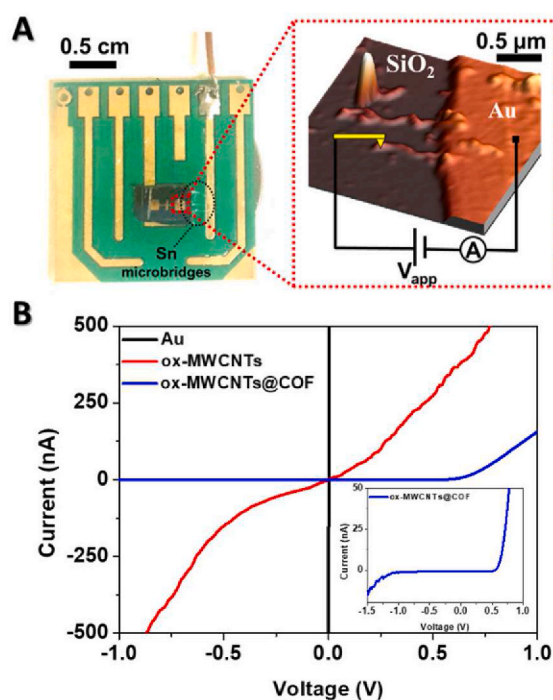 A
0.5 cm
Sn
microbridges
0.5 µm
SiO₂
Au
A
Vapp
B
500
250
0
-250
-500
Current (nA)
Au
ox-MWCNTs
ox-MWCNTs@COF
50
25
0
Current (nA)
ox-MWCNTs@COF
-1.5 -1.0 -0.5 0.0 0.5 1.0
Voltage (V)
-1.0 -0.5 0.0 0.5 1.0
Voltage (V)